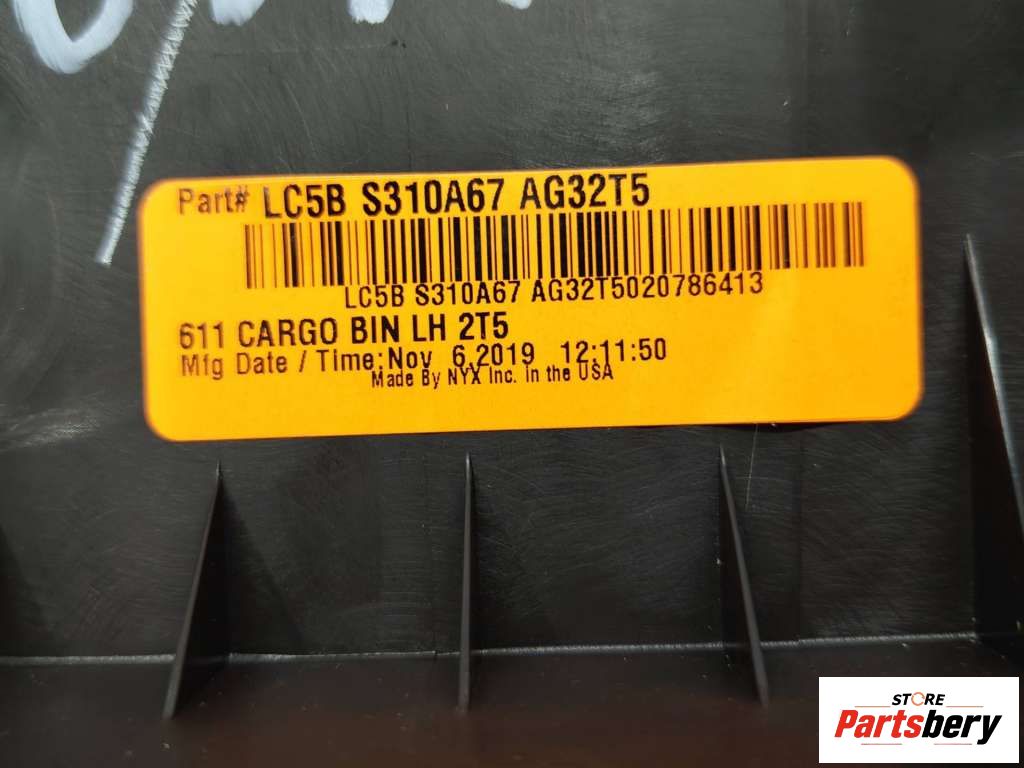 Part# LC5B S310A67 AG32T5
LC5B S310A67 AG32T5020786413
611 CARGO BIN LH 2T5
Mfg Date / Time:Nov 6,2019 12:11:50
Made By NYX Inc. in the USA
STORE
Partsbery